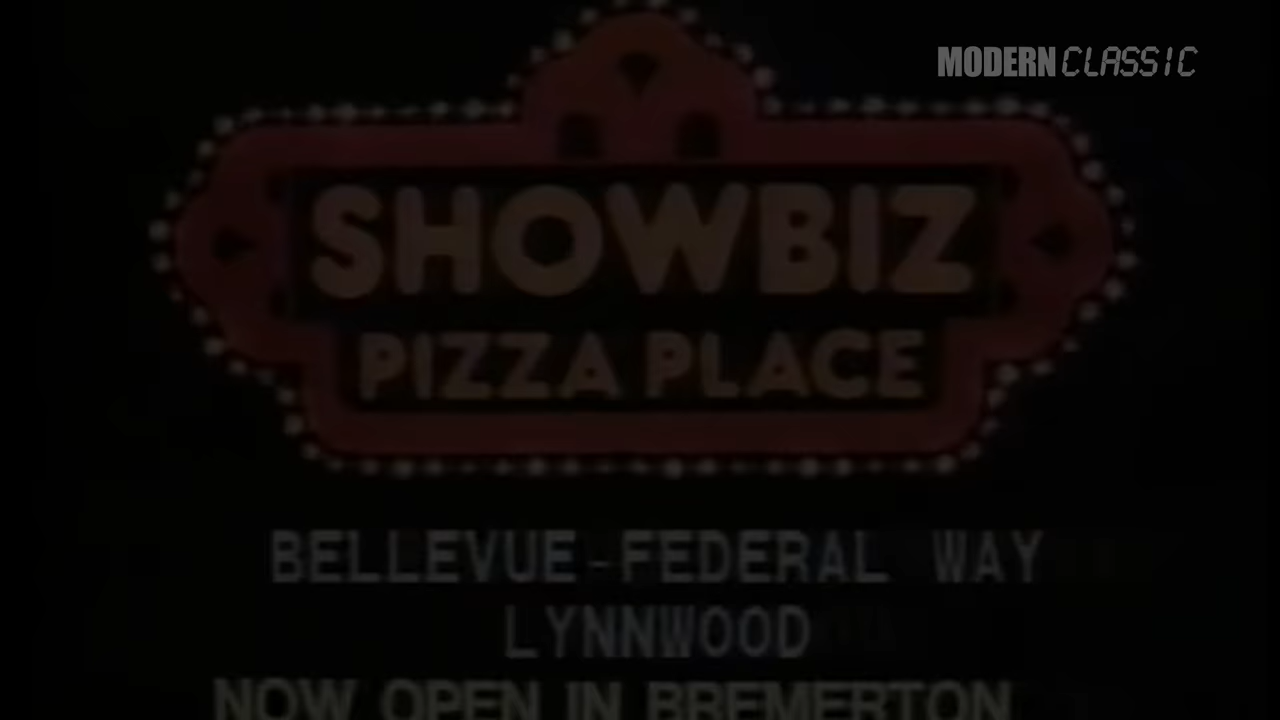 MODERN CLASSIC
SHOWBIZ
PIZZA PLACE
BELLEVUE-FEDERAL WAY
LYNNWOOD
NOW OPEN IN BREMERTON